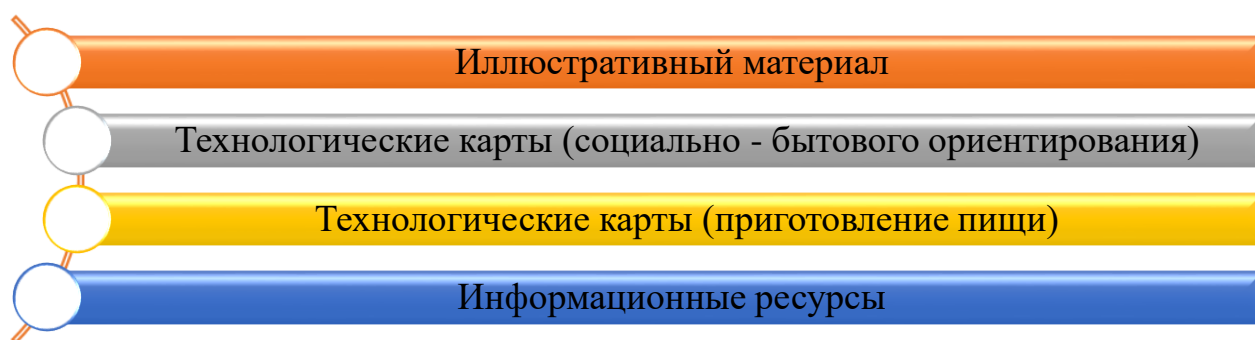 Иллюстративный материал
Технологические карты (социально - бытового ориентирования)
Технологические карты (приготовление пищи)
Информационные ресурсы